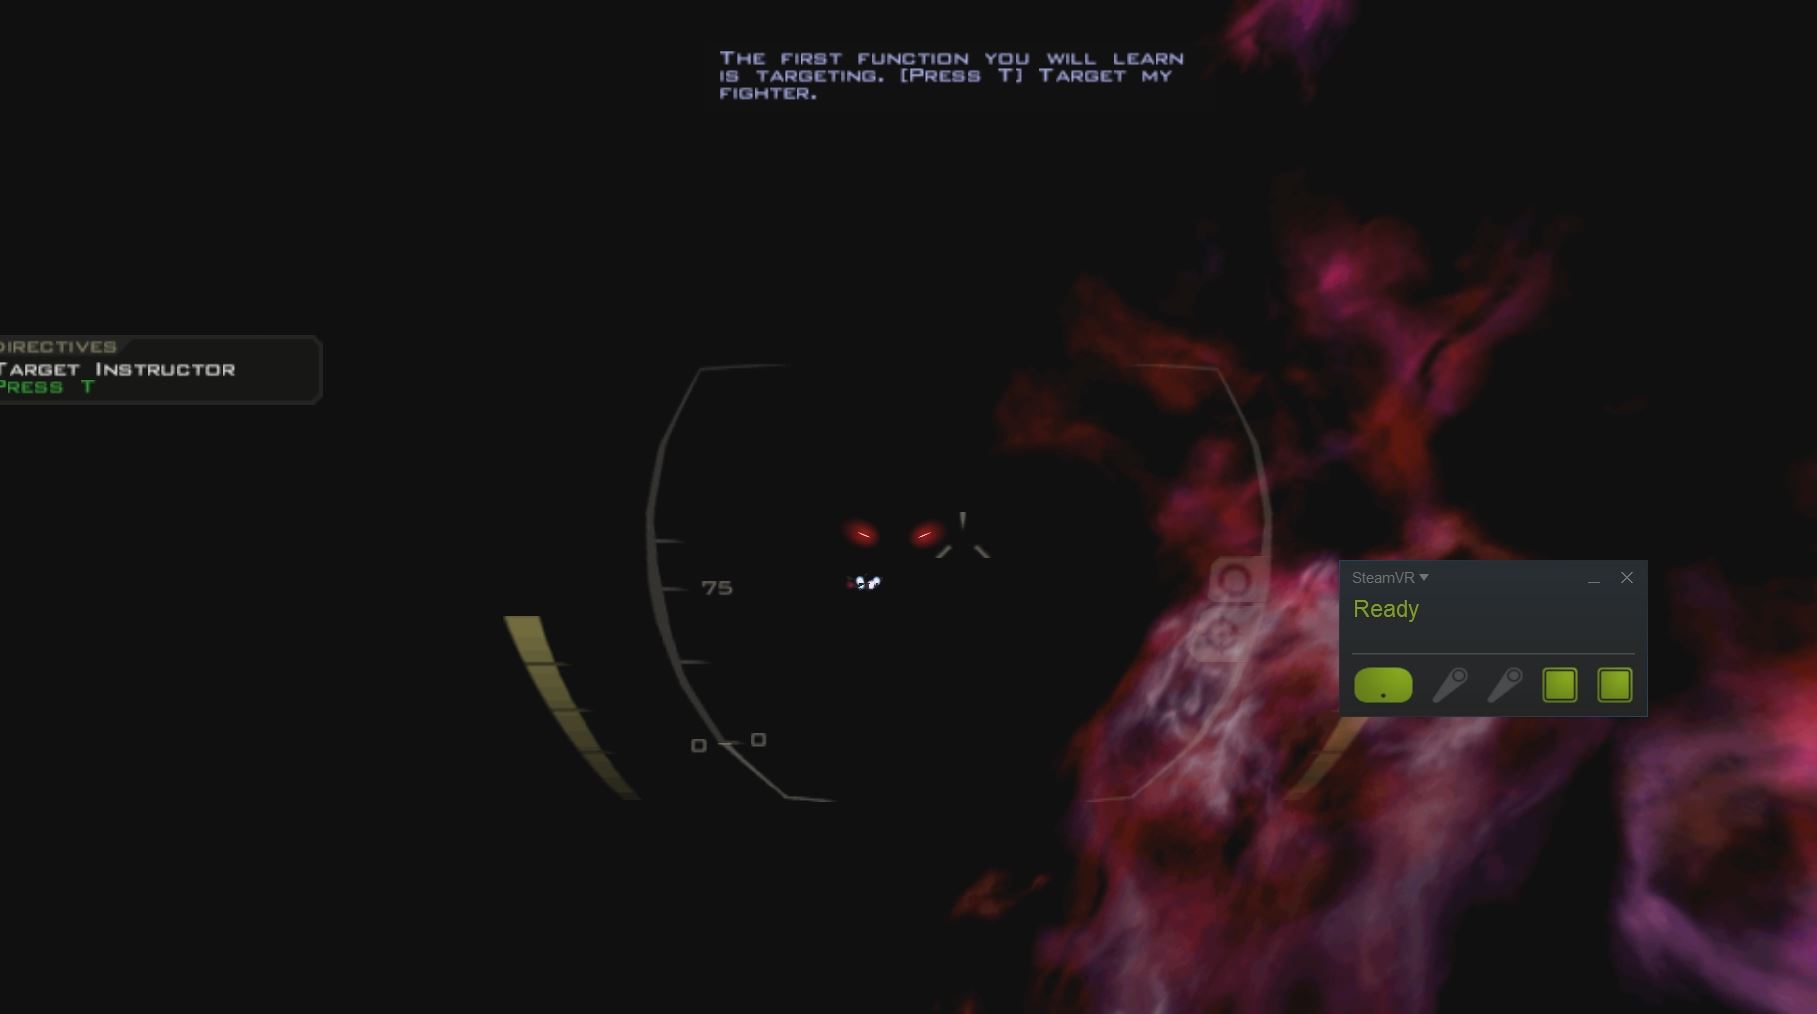 The first function you will learn
is targeting. [Press T] Target my
fighter.
DIRECTIVES
Target Instructor
Press T
75
0
0
SteamVR
Ready